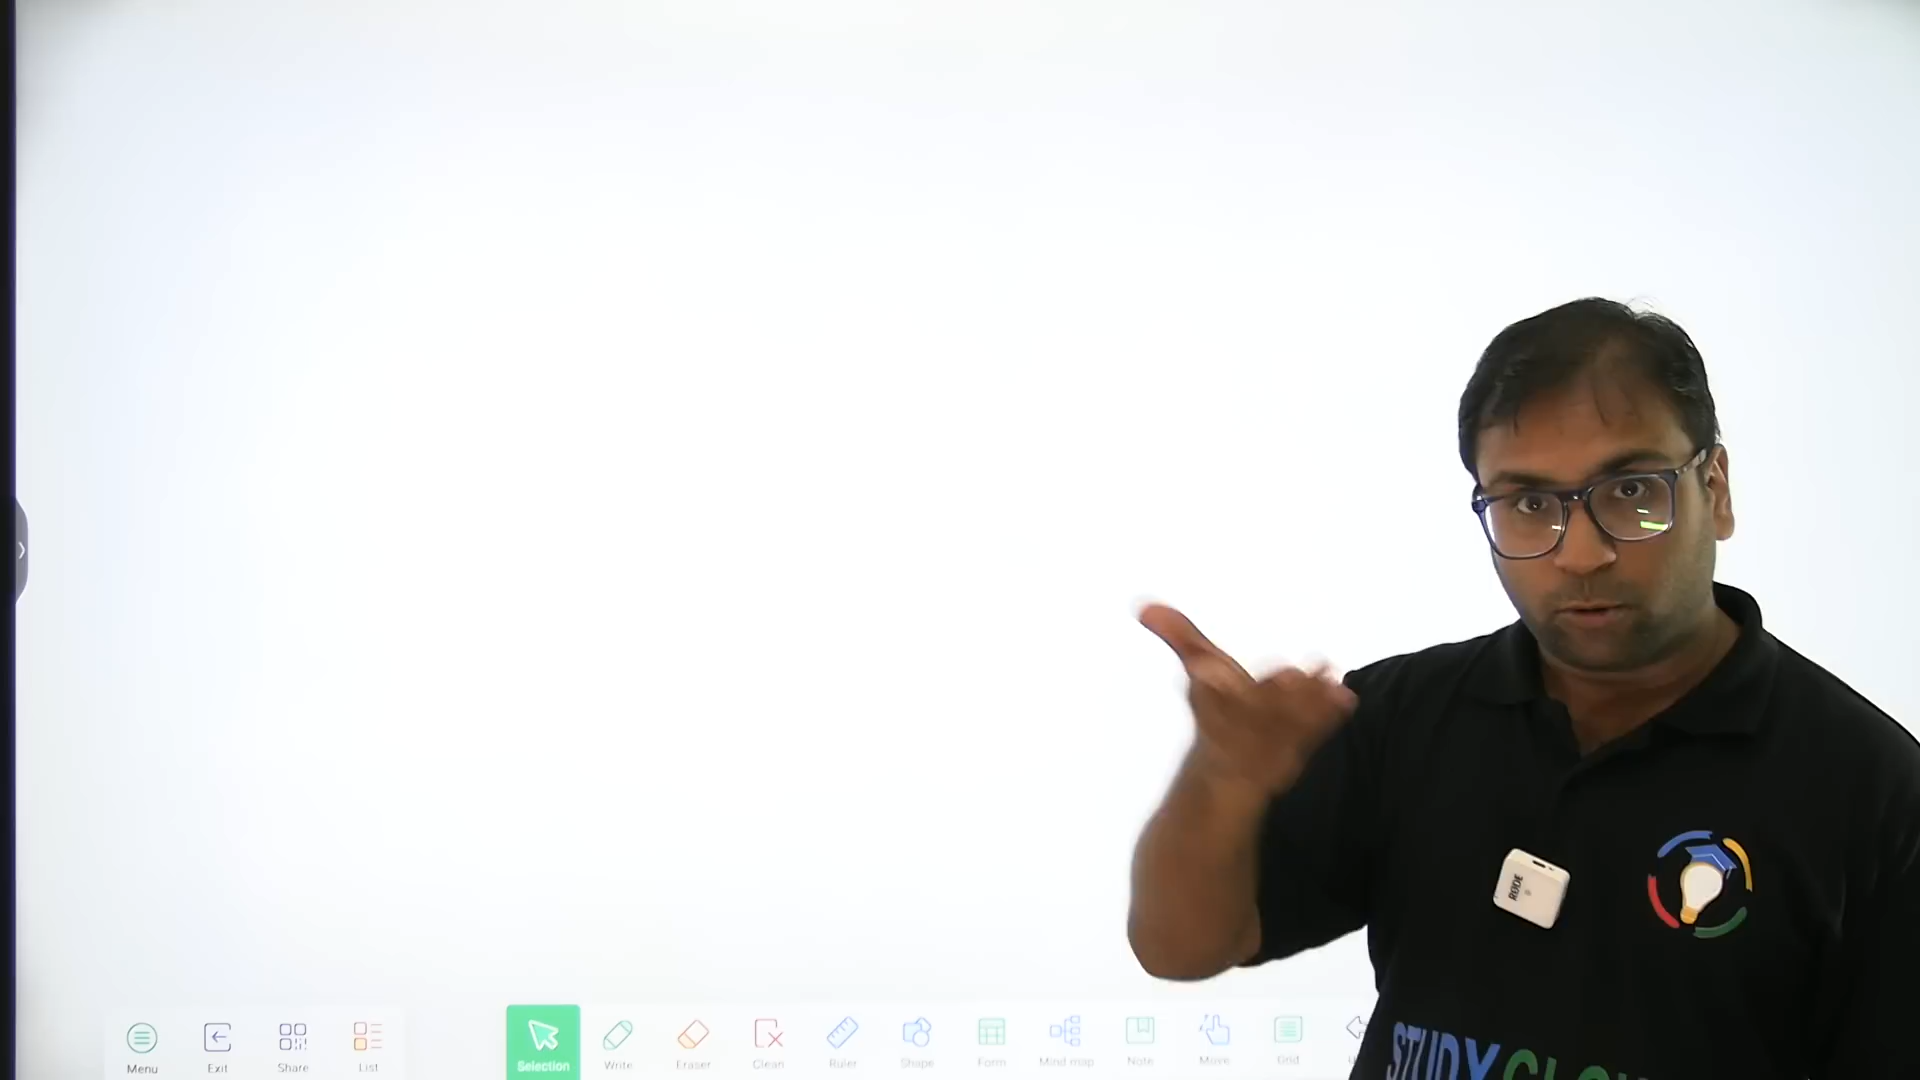 RØDE
Menu Exit Share List Selection Write Eraser Clean Ruler Shape Form Mind map Note Move Grid
STUDY